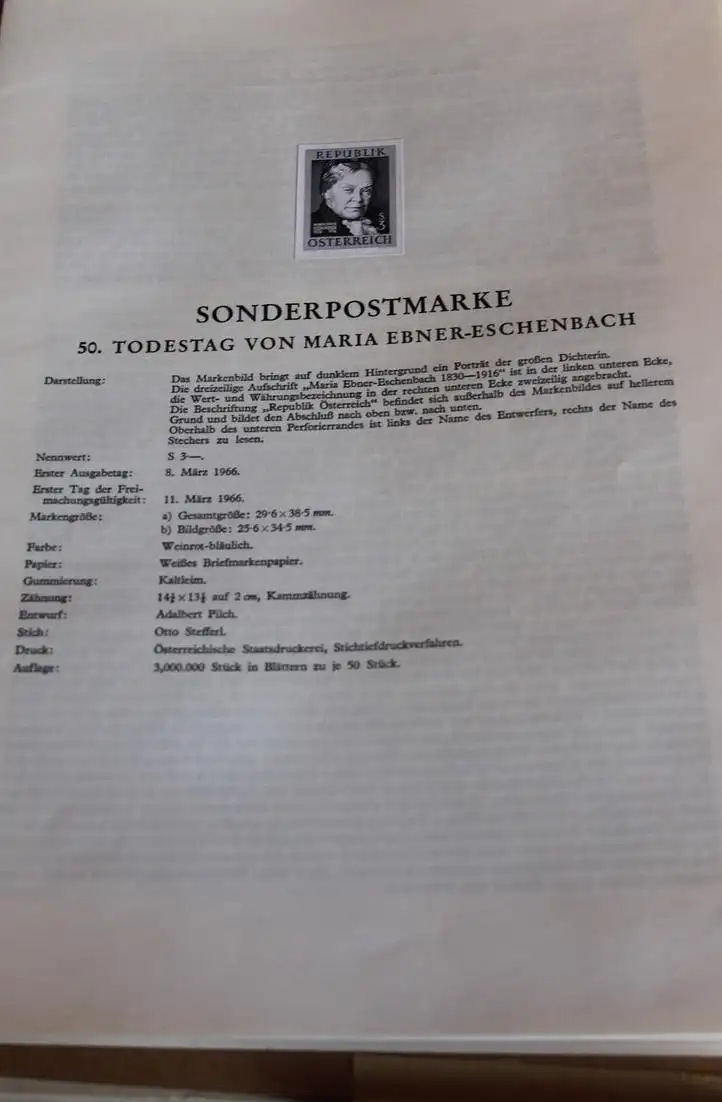 REPUBLIK
S
3
ÖSTERREICH
SONDERPOSTMARKE
50. TODESTAG VON MARIA EBNER-ESCHENBACH
Darstellung: Das Markenbild bringt auf dunklem Hintergrund ein Porträt der großen Dichterin.
Die dreizeilige Aufschrift „Maria Ebner-Eschenbach 1830—1916“ ist in der linken unteren Ecke,
die Wert- und Währungsbezeichnung in der rechten unteren Ecke zweizeilig angebracht.
Die Beschriftung „Republik Österreich“ befindet sich außerhalb des Markenbildes auf hellerem
Grund und bildet den Abschluß nach oben bzw. nach unten.
Oberhalb des unteren Perforierrandes ist links der Name des Entwerfers, rechts der Name des
Stechers zu lesen.
Nennwert: S 3·—.
Erster Ausgabetag: 8. März 1966.
Erster Tag der Frei-
machungsgültigkeit: 11. März 1966.
Markengröße: a) Gesamtgröße: 29·6×38·5 mm.
b) Bildgröße: 25·6×34·5 mm.
Farbe: Weinrot-bläulich.
Papier: Weißes Briefmarkenpapier.
Gummierung: Kaltleim.
Zähnung: 14¼×13¼ auf 2 cm, Kammzähnung.
Entwurf: Adalbert Pilch.
Stich: Otto Stefferl.
Druck: Österreichische Staatsdruckerei, Stichtiefdruckverfahren.
Auflage: 3,000.000 Stück in Blättern zu je 50 Stück.